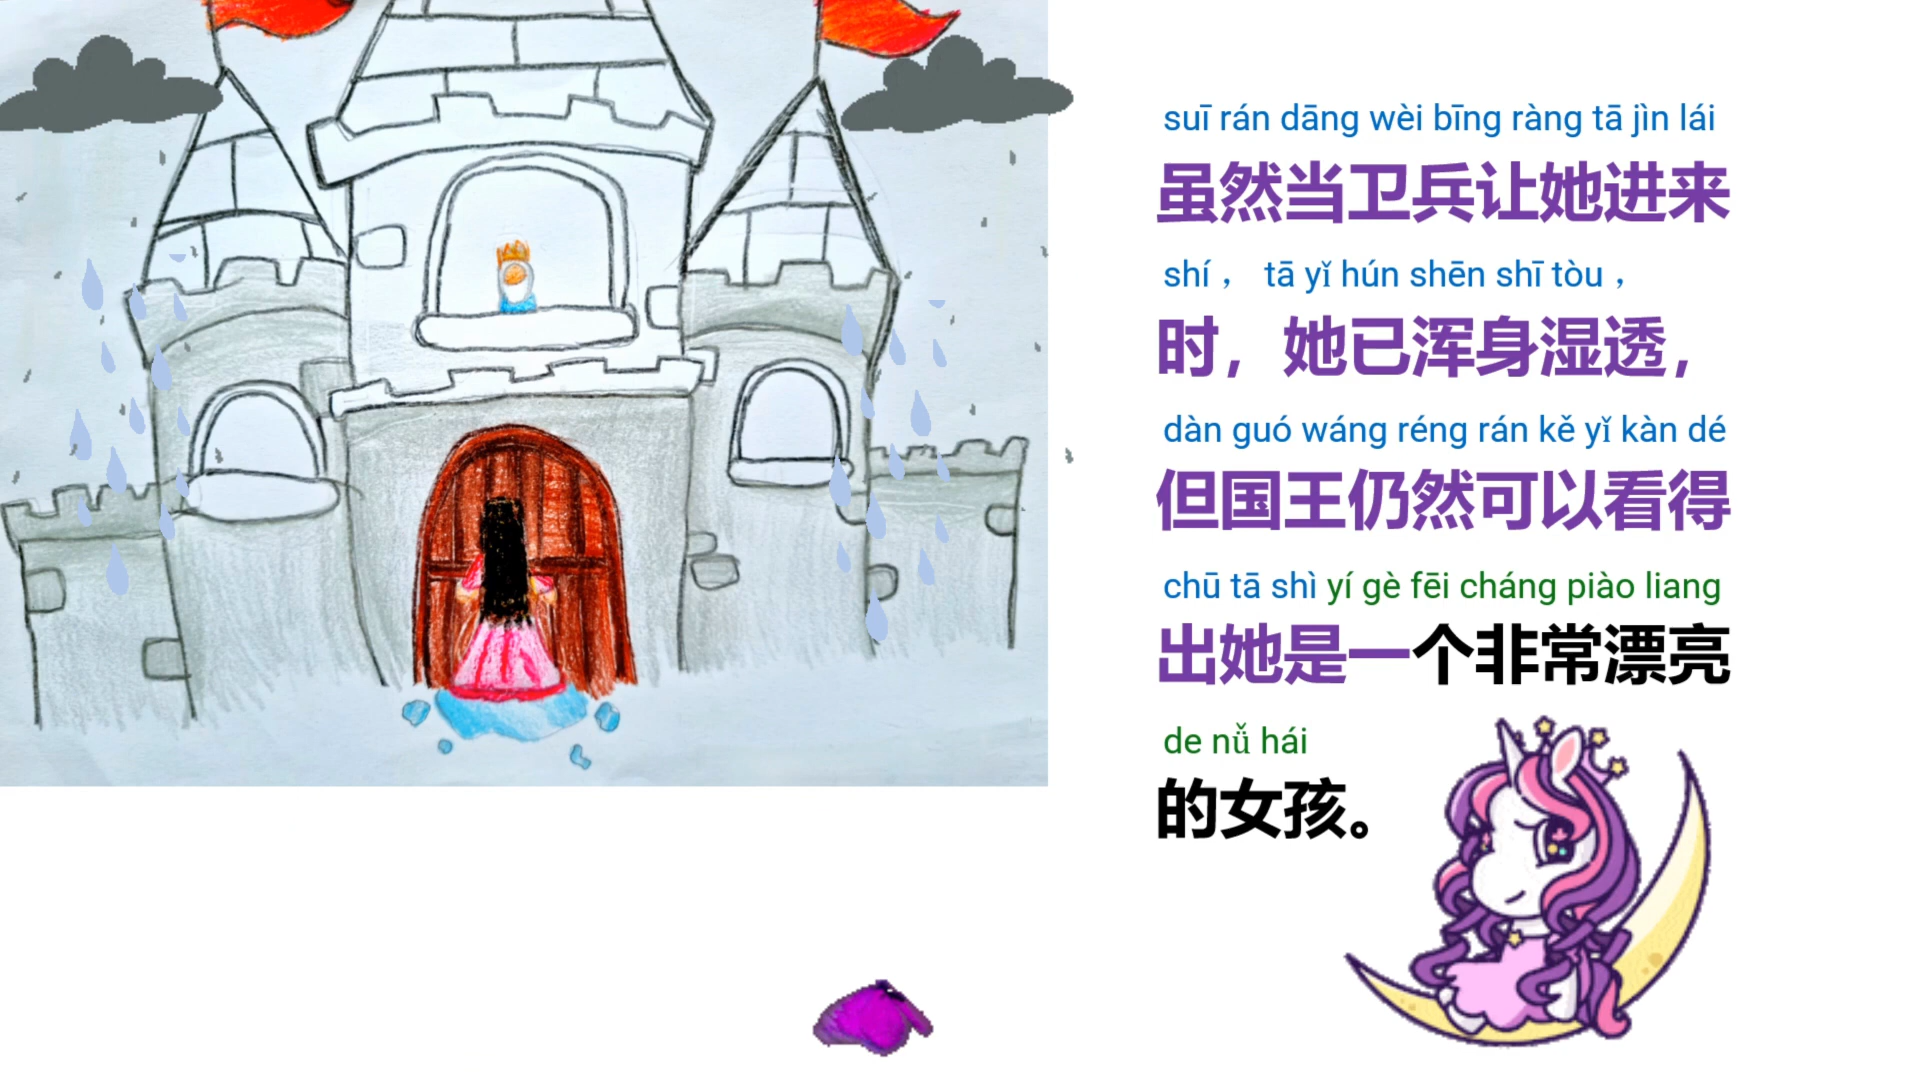 suī rán dāng wèi bīng ràng tā jìn lái
虽然当卫兵让她进来
shí， tā yǐ hún shēn shī tòu，
时，她已浑身湿透，
dàn guó wáng réng rán kě yǐ kàn dé
但国王仍然可以看得
chū tā shì yí gè fēi cháng piào liang
出她是一个非常漂亮
de nǚ hái
的女孩。